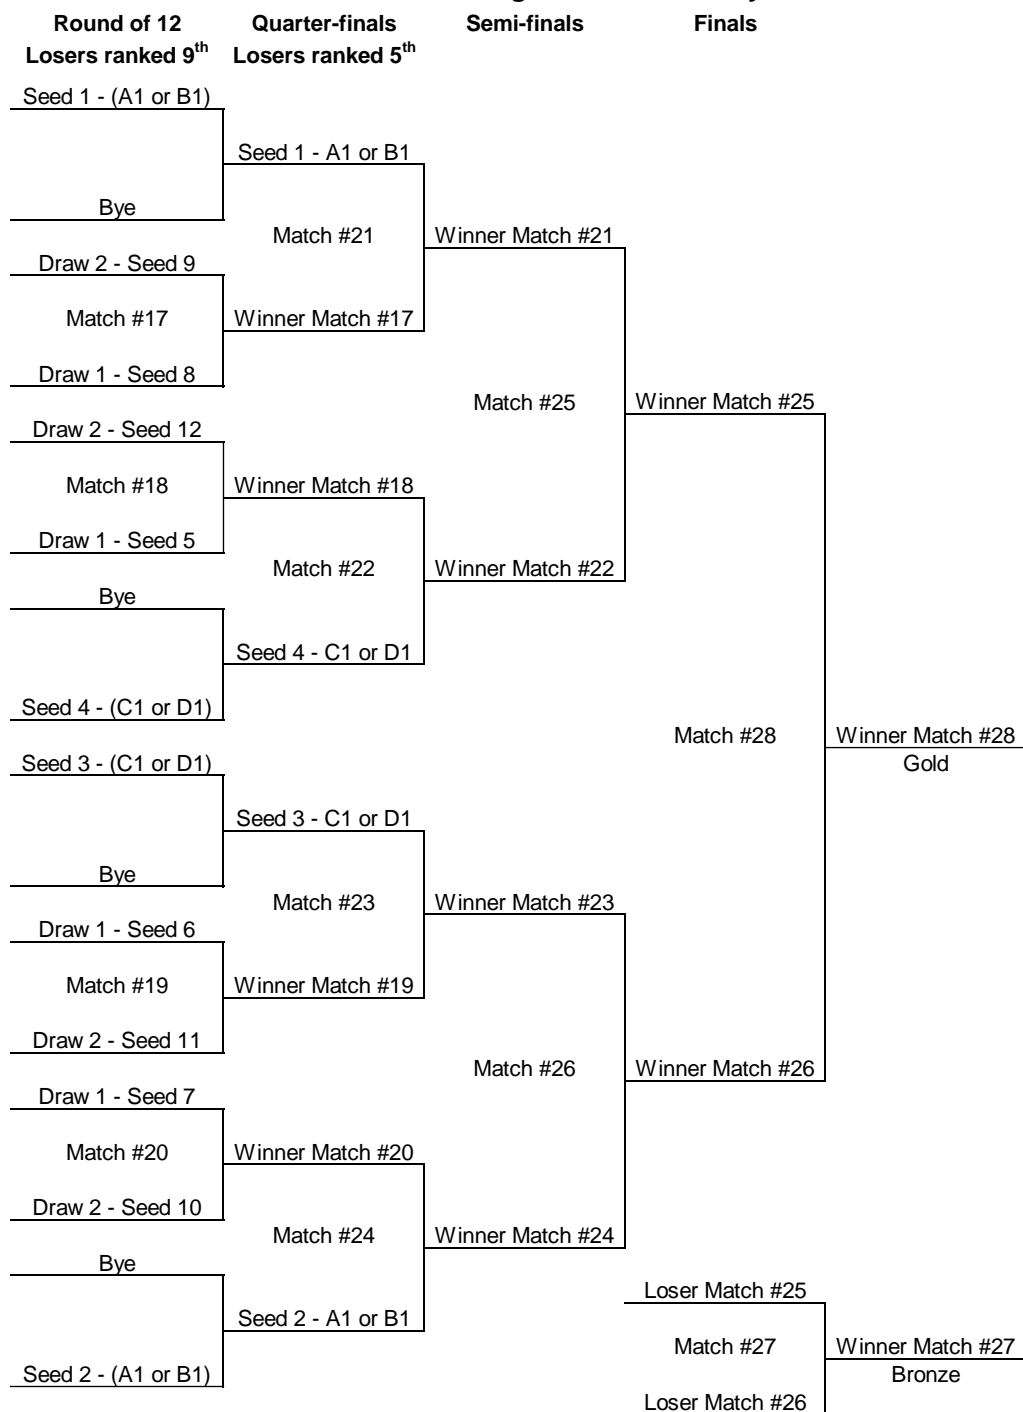 Round of 12 Quarter-finals Semi-finals Finals
Losers ranked 9th Losers ranked 5th
Seed 1 - (A1 or B1)
Seed 1 - A1 or B1
Bye
Match #21 Winner Match #21
Draw 2 - Seed 9
Match #17 Winner Match #17
Draw 1 - Seed 8
Match #25 Winner Match #25
Draw 2 - Seed 12
Match #18 Winner Match #18
Draw 1 - Seed 5
Match #22 Winner Match #22
Bye
Seed 4 - C1 or D1
Seed 4 - (C1 or D1)
Match #28 Winner Match #28
Seed 3 - (C1 or D1) Gold
Seed 3 - C1 or D1
Bye
Match #23 Winner Match #23
Draw 1 - Seed 6
Match #19 Winner Match #19
Draw 2 - Seed 11
Match #26 Winner Match #26
Draw 1 - Seed 7
Match #20 Winner Match #20
Draw 2 - Seed 10
Match #24 Winner Match #24
Bye
Loser Match #25
Seed 2 - A1 or B1
Match #27 Winner Match #27
Seed 2 - (A1 or B1) Bronze
Loser Match #26